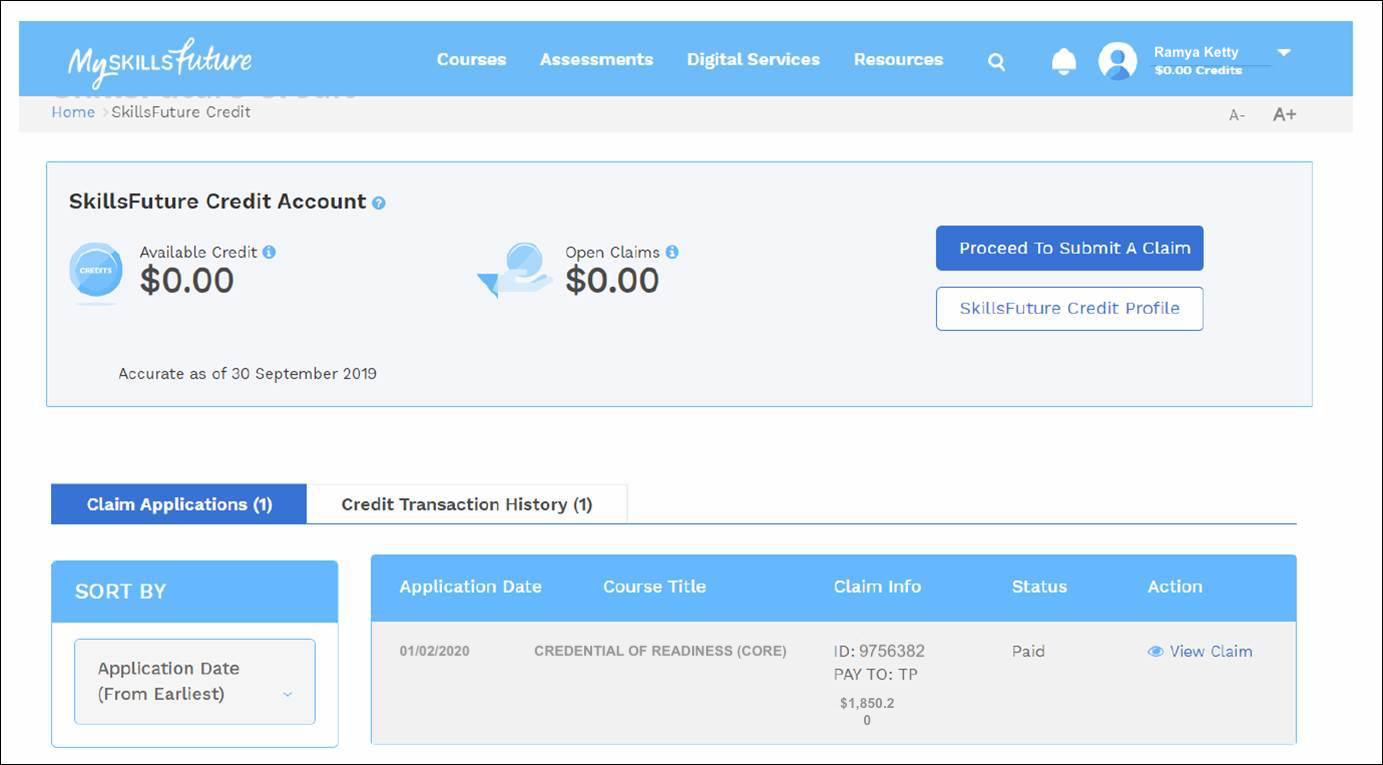 MySKILLSFuture
Courses
Assessments
Digital Services
Resources
Ramya Ketty
$0.00 Credits
Home > SkillsFuture Credit
A-
A+
SkillsFuture Credit Account ?
CREDITS
Available Credit i
$0.00
Open Claims i
$0.00
Proceed To Submit A Claim
SkillsFuture Credit Profile
Accurate as of 30 September 2019
Claim Applications (1)
Credit Transaction History (1)
SORT BY
Application Date
(From Earliest)
Application Date Course Title Claim Info Status Action
01/02/2020 CREDENTIAL OF READINESS (CORE) ID: 9756382 Paid View Claim
PAY TO: TP
$1,850.2
0